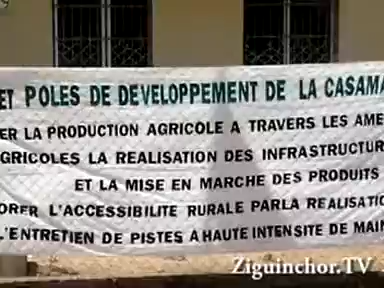 ET POLES DE DEVELOPPEMENT DE LA CASAMA
ER LA PRODUCTION AGRICOLE A TRAVERS LES AME
GRICOLES LA REALISATION DES INFRASTRUCTUR
ET LA MISE EN MARCHE DES PRODUITS
ORER L'ACCESSIBILITE RURALE PARLA REALISATIO
L'ENTRETIEN DE PISTES A HAUTE INTENSITE DE MAIN
Ziguinchor.TV